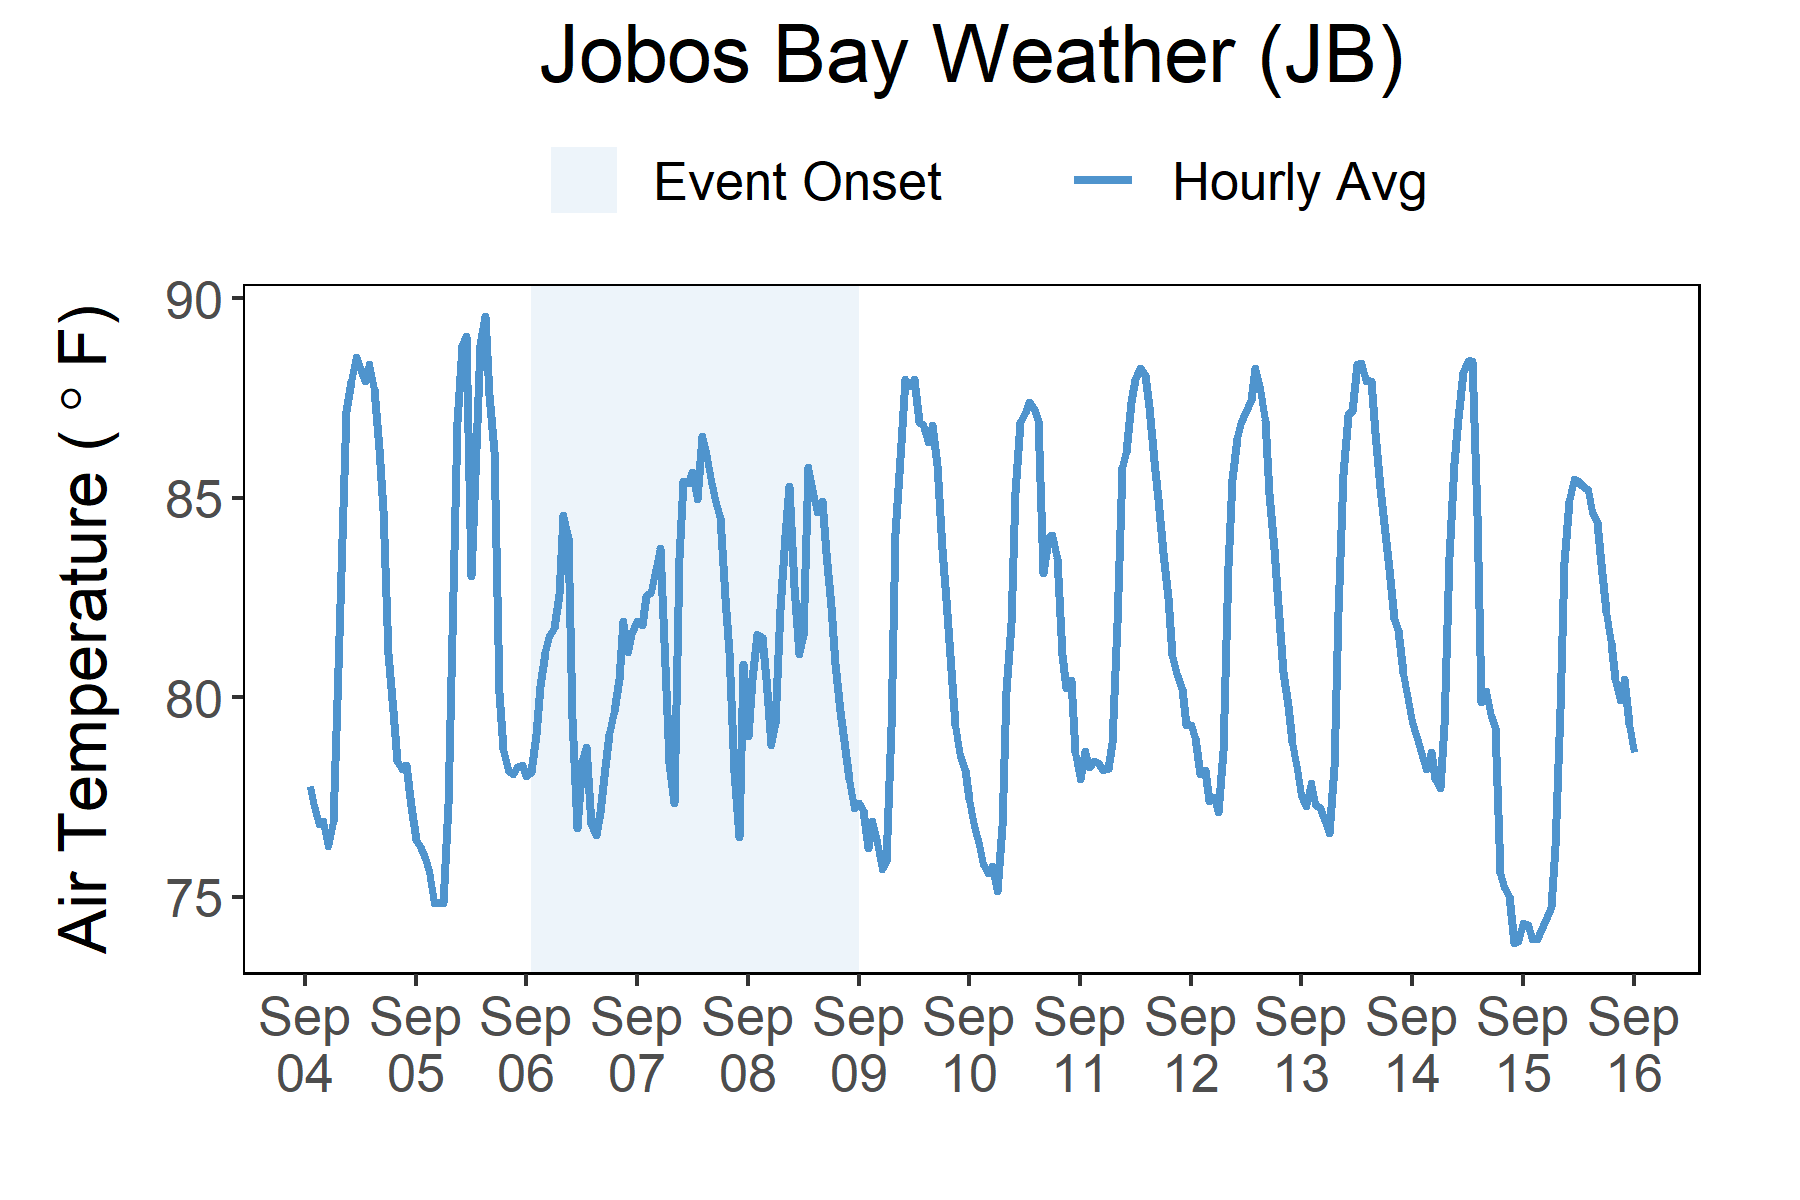 Jobos Bay Weather (JB)
Event Onset
Hourly Avg
Air Temperature ( ° F)
90
85
80
75
Sep 04
Sep 05
Sep 06
Sep 07
Sep 08
Sep 09
Sep 10
Sep 11
Sep 12
Sep 13
Sep 14
Sep 15
Sep 16